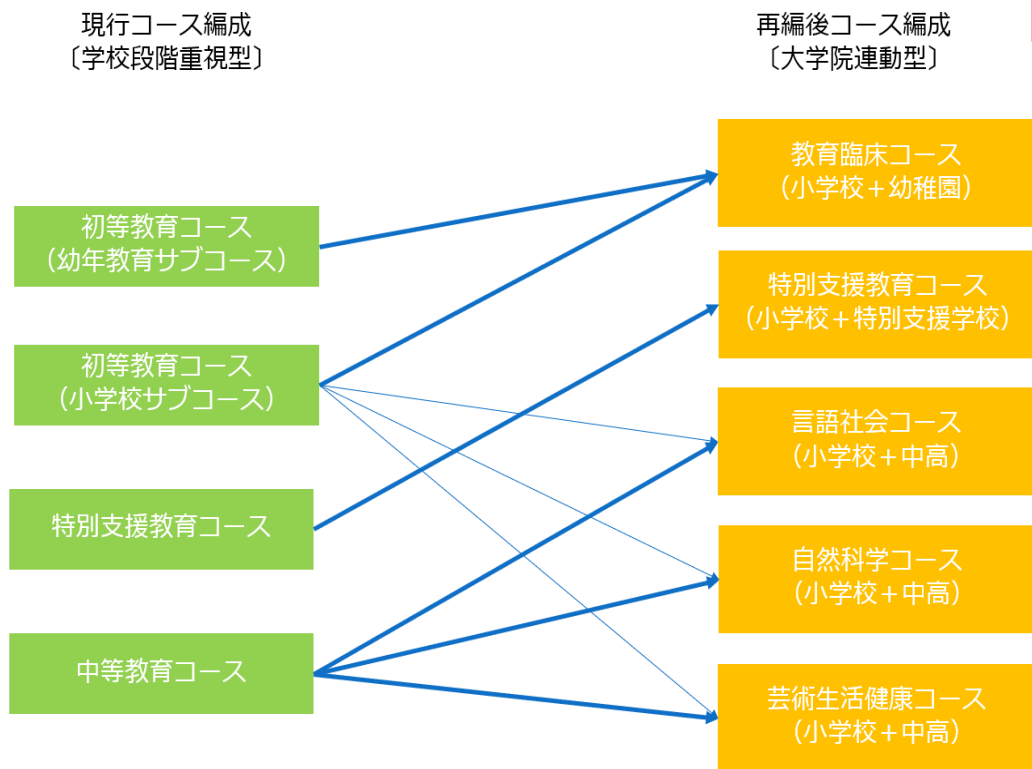 現行コース編成
〔学校段階重視型〕
初等教育コース
（幼年教育サブコース）
初等教育コース
（小学校サブコース）
特別支援教育コース
中等教育コース
再編後コース編成
〔大学院連動型〕
教育臨床コース
（小学校＋幼稚園）
特別支援教育コース
（小学校＋特別支援学校）
言語社会コース
（小学校＋中高）
自然科学コース
（小学校＋中高）
芸術生活健康コース
（小学校＋中高）